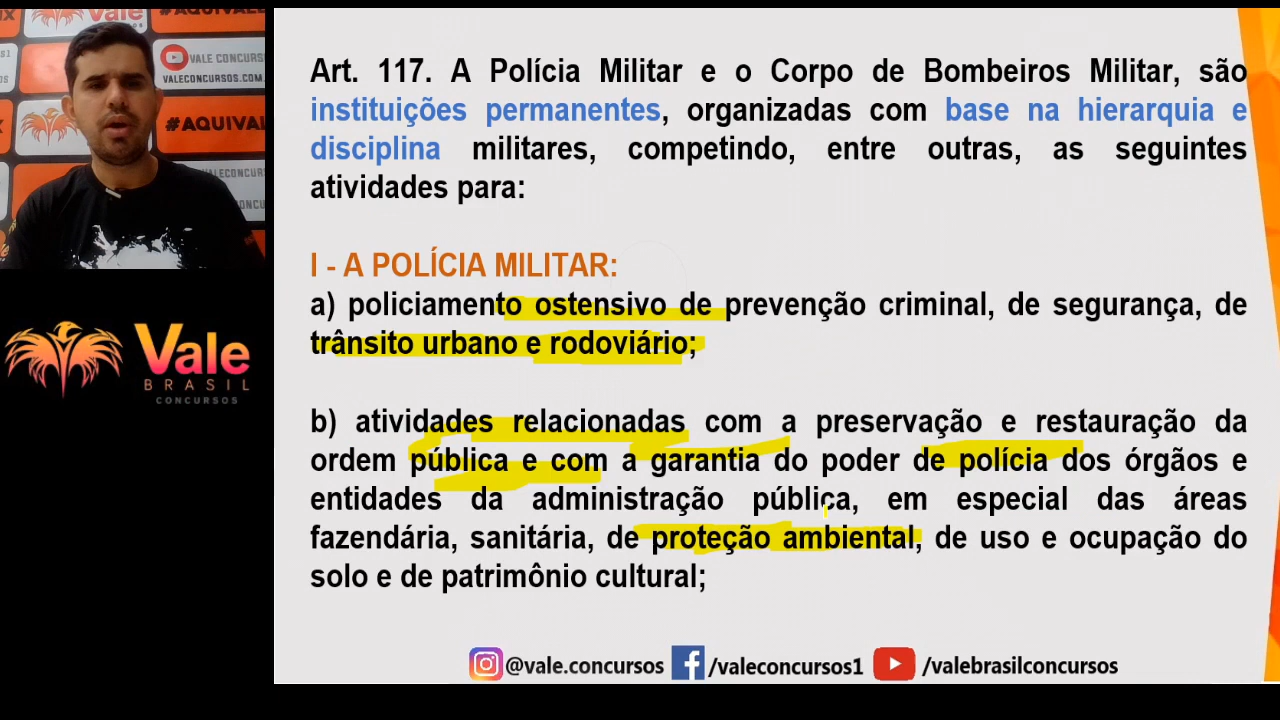 Vale
VALE CONCURS
VALECONCURSOS.COM
#AQUIVAL
Vale
BRASIL
CONCURSOS
Art. 117. A Polícia Militar e o Corpo de Bombeiros Militar, são
instituições permanentes, organizadas com base na hierarquia e
disciplina militares, competindo, entre outras, as seguintes
atividades para:
I - A POLÍCIA MILITAR:
a) policiamento ostensivo de prevenção criminal, de segurança, de
trânsito urbano e rodoviário;
b) atividades relacionadas com a preservação e restauração da
ordem pública e com a garantia do poder de polícia dos órgãos e
entidades da administração pública, em especial das áreas
fazendária, sanitária, de proteção ambiental, de uso e ocupação do
solo e de patrimônio cultural;
@vale.concursos /valeconcursos1 /valebrasilconcursos